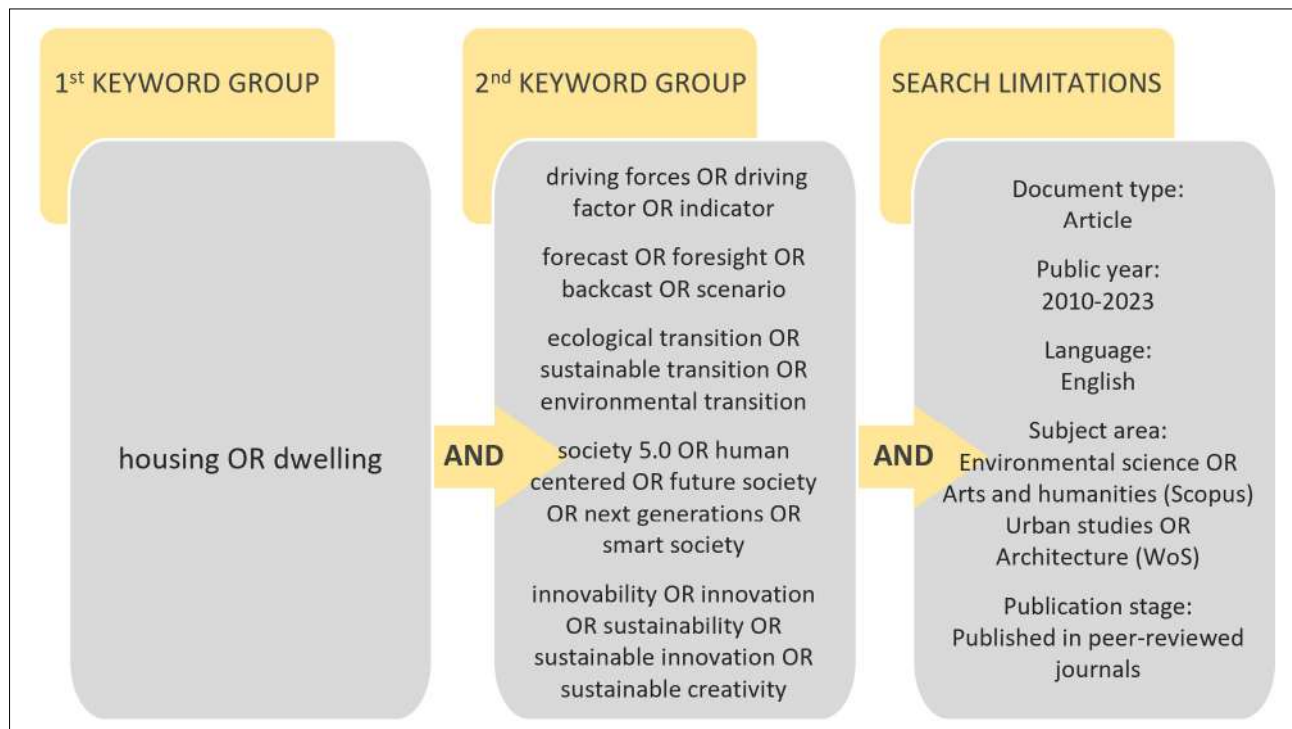 1st KEYWORD GROUP
housing OR dwelling
AND
2nd KEYWORD GROUP
driving forces OR driving
factor OR indicator
forecast OR foresight OR
backcast OR scenario
ecological transition OR
sustainable transition OR
environmental transition
society 5.0 OR human
centered OR future society
OR next generations OR
smart society
innovability OR innovation
OR sustainability OR
sustainable innovation OR
sustainable creativity
AND
SEARCH LIMITATIONS
Document type:
Article
Public year:
2010-2023
Language:
English
Subject area:
Environmental science OR
Arts and humanities (Scopus)
Urban studies OR
Architecture (WoS)
Publication stage:
Published in peer-reviewed
journals